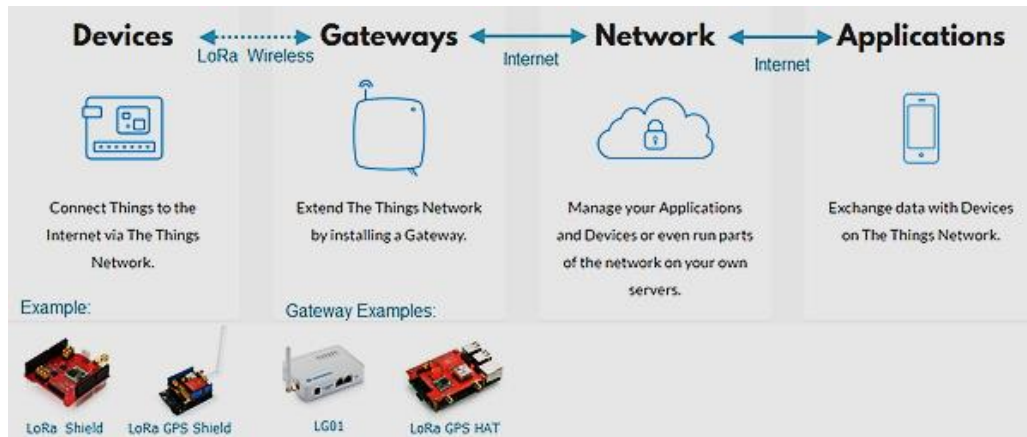 Devices Gateways Network Applications
LoRa Wireless Internet Internet
Connect Things to the
Internet via The Things
Network.
Extend The Things Network
by installing a Gateway.
Manage your Applications
and Devices or even run parts
of the network on your own
servers.
Exchange data with Devices
on The Things Network.
Example:
Gateway Examples:
LoRa Shield LoRa GPS Shield LG01 LoRa GPS HAT